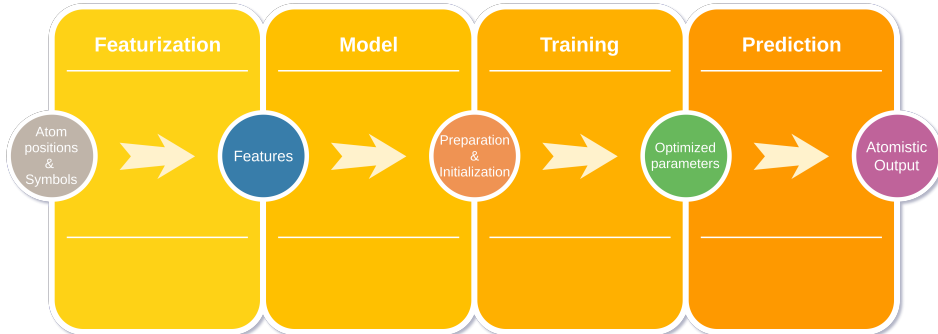 Featurization
Model
Training
Prediction
Atom
positions
&
Symbols
Features
Preparation
&
Initialization
Optimized
parameters
Atomistic
Output